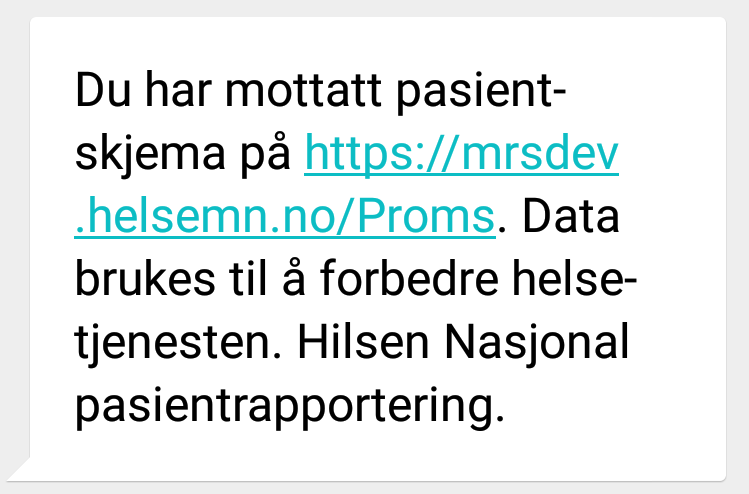 Du har mottatt pasient-
skjema på https://mrsdev
.helsemn.no/Proms. Data
brukes til å forbedre helse-
tjenesten. Hilsen Nasjonal
pasientrapportering.